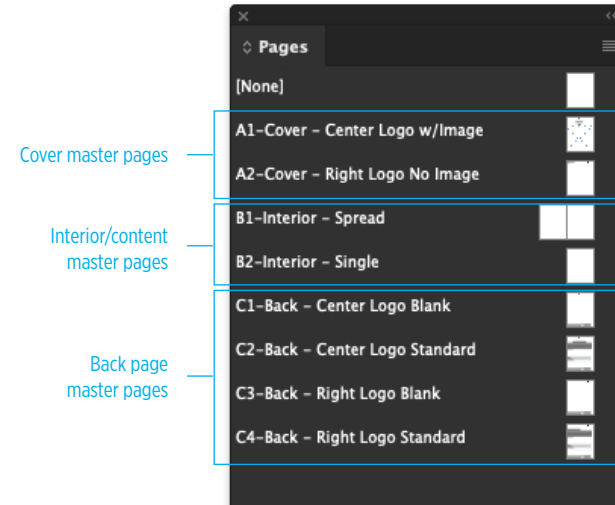 Pages
[None]
A1-Cover – Center Logo w/Image
A2-Cover – Right Logo No Image
B1-Interior – Spread
B2-Interior – Single
C1-Back – Center Logo Blank
C2-Back – Center Logo Standard
C3-Back – Right Logo Blank
C4-Back – Right Logo Standard
Cover master pages
Interior/content
master pages
Back page
master pages